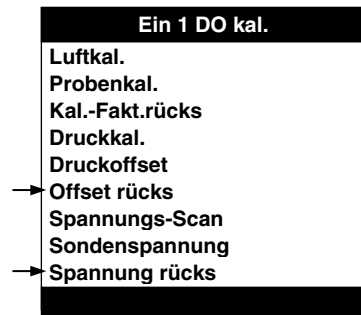 Ein 1 DO kal.
Luftkal.
Probenkal.
Kal.-Fakt.rücks
Druckkal.
Druckoffset
Offset rücks
Spannungs-Scan
Sondenspannung
Spannung rücks